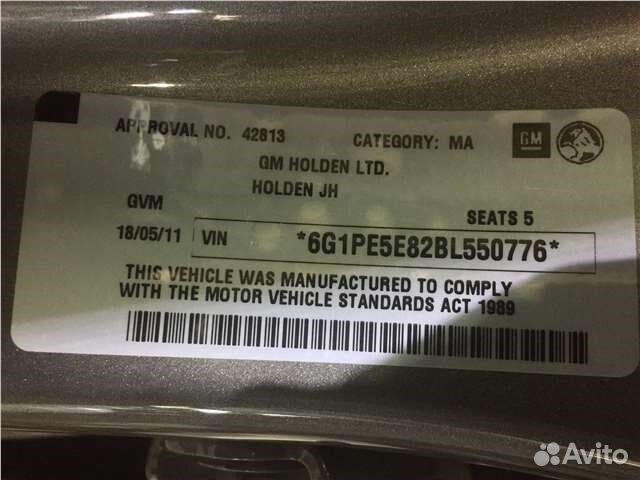 APPROVAL NO. 42813 CATEGORY: MA GM
GM HOLDEN LTD.
HOLDEN JH
GVM SEATS 5
18/05/11 VIN *6G1PE5E82BL550776*
THIS VEHICLE WAS MANUFACTURED TO COMPLY
WITH THE MOTOR VEHICLE STANDARDS ACT 1989
Avito